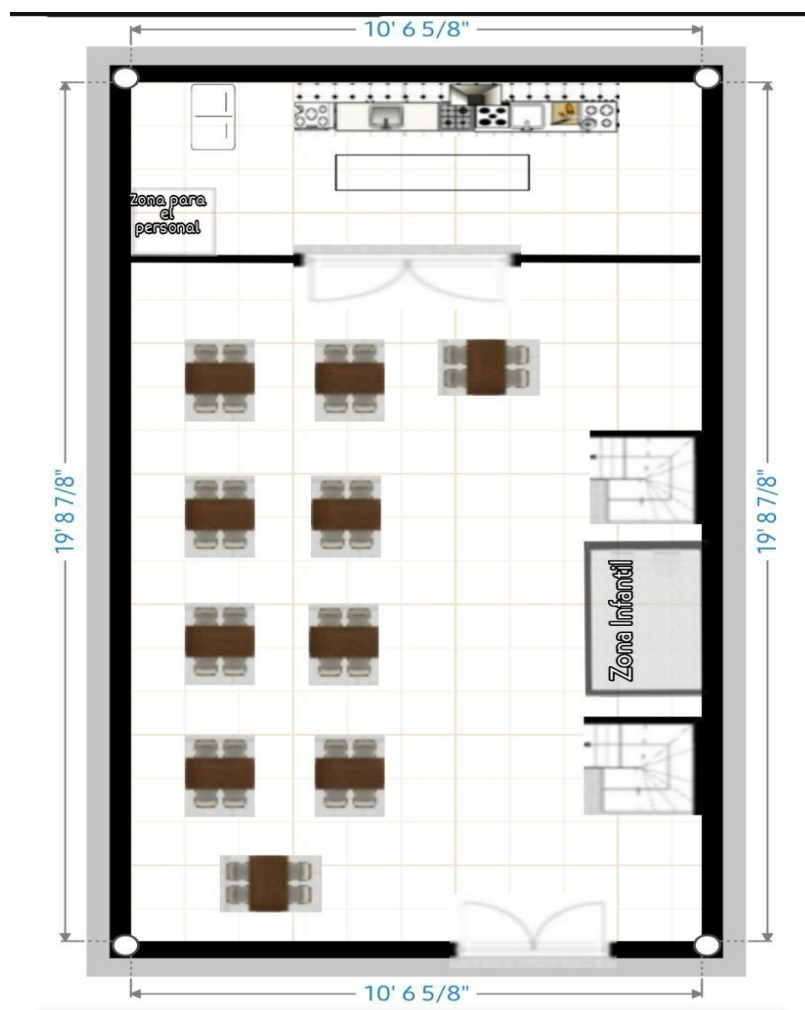 10' 6 5/8"
Zona para
el
personal
19' 8 7/8"
19' 8 7/8"
Zona Infantil
10' 6 5/8"